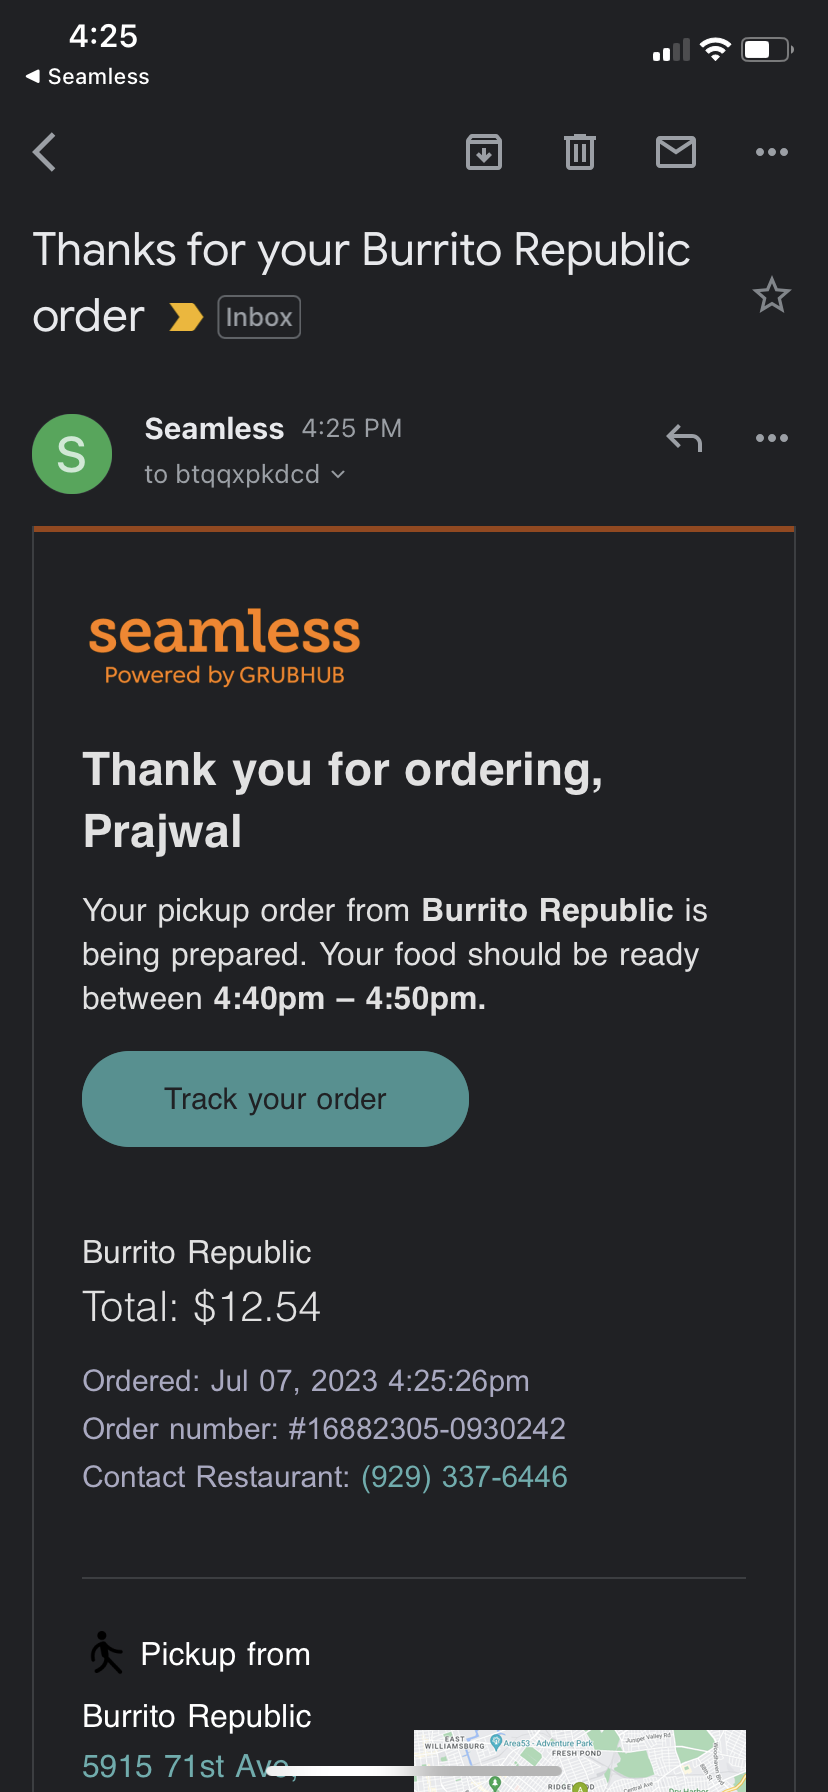 4:25
Seamless
Thanks for your Burrito Republic
order Inbox
S
Seamless 4:25 PM
to btqqxpkdcd
seamless
Powered by GRUBHUB
Thank you for ordering,
Prajwal
Your pickup order from Burrito Republic is
being prepared. Your food should be ready
between 4:40pm – 4:50pm.
Track your order
Burrito Republic
Total: $12.54
Ordered: Jul 07, 2023 4:25:26pm
Order number: #16882305-0930242
Contact Restaurant: (929) 337-6446
Pickup from
Burrito Republic
5915 71st Ave,
EAST
WILLIAMSBURG
Area53 - Adventure Park
Juniper Valley Rd
FRESH POND
Central Ave